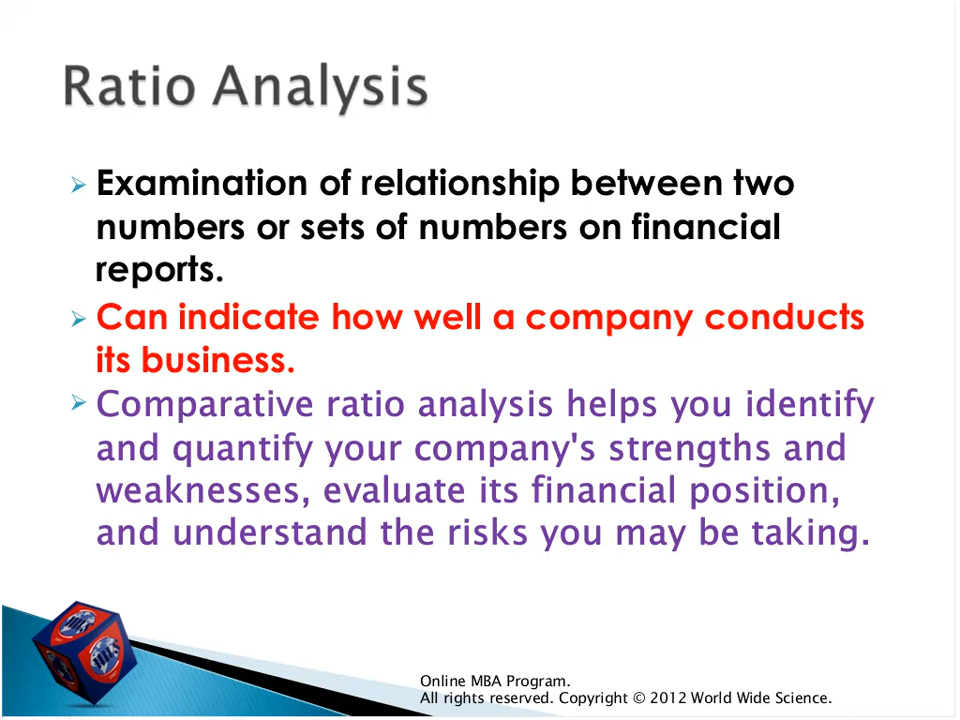 Ratio Analysis
Examination of relationship between two
numbers or sets of numbers on financial
reports.
Can indicate how well a company conducts
its business.
Comparative ratio analysis helps you identify
and quantify your company's strengths and
weaknesses, evaluate its financial position,
and understand the risks you may be taking.
Online MBA Program.
All rights reserved. Copyright © 2012 World Wide Science.